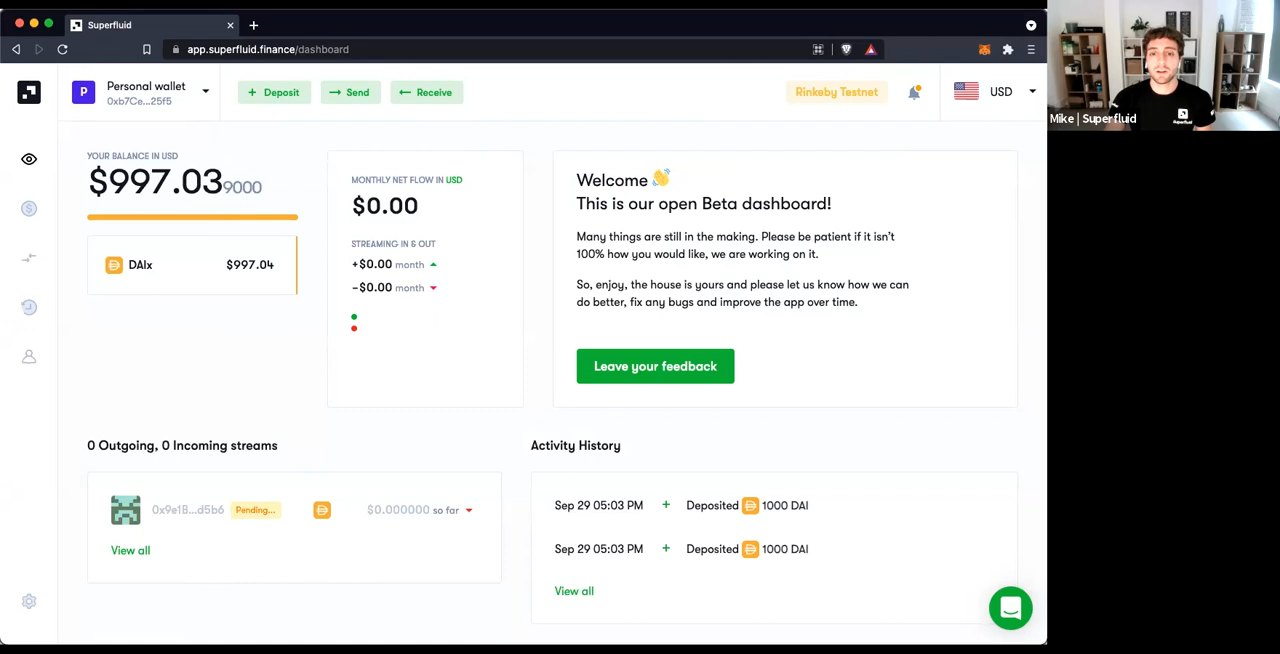 Superfluid
app.superfluid.finance/dashboard
P
Personal wallet
0xb7Ce...25f5
+ Deposit
→ Send
← Receive
Rinkeby Testnet
USD
YOUR BALANCE IN USD
$997.039000
DAIx $997.04
MONTHLY NET FLOW IN USD
$0.00
STREAMING IN & OUT
+$0.00 month
-$0.00 month
Welcome 👋
This is our open Beta dashboard!
Many things are still in the making. Please be patient if it isn't
100% how you would like, we are working on it.
So, enjoy, the house is yours and please let us know how we can
do better, fix any bugs and improve the app over time.
Leave your feedback
0 Outgoing, 0 Incoming streams
0x9e18...d5b6 Pending... $0.000000 so far
View all
Activity History
Sep 29 05:03 PM + Deposited 1000 DAI
Sep 29 05:03 PM + Deposited 1000 DAI
View all
Mike | Superfluid